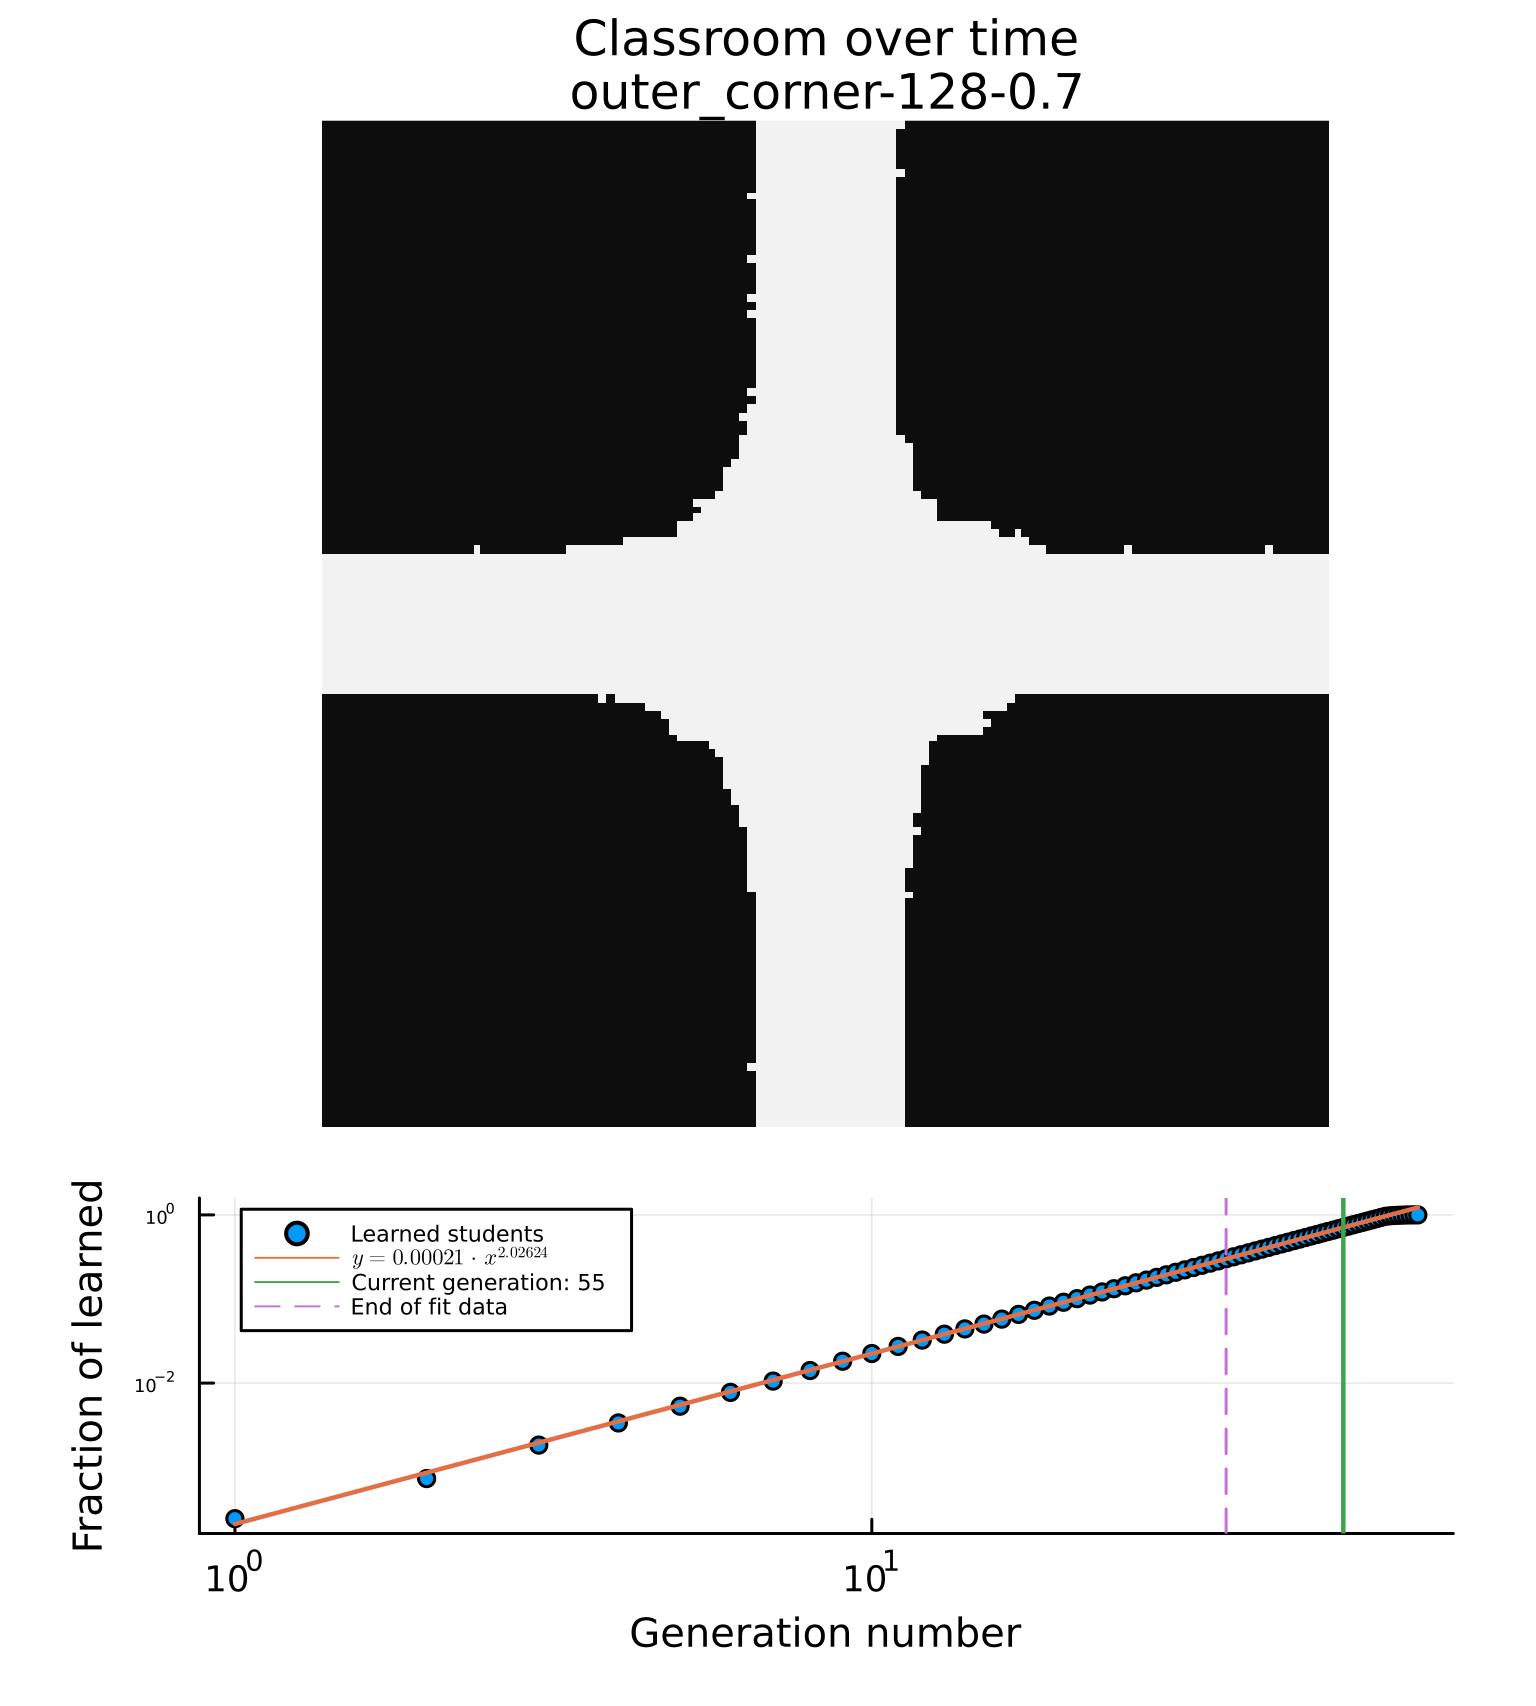 Classroom over time
outer_corner-128-0.7
Fraction of learned
10^0
10^-2
Learned students
y = 0.00021 · x^2.02624
Current generation: 55
End of fit data
10^0
10^1
Generation number